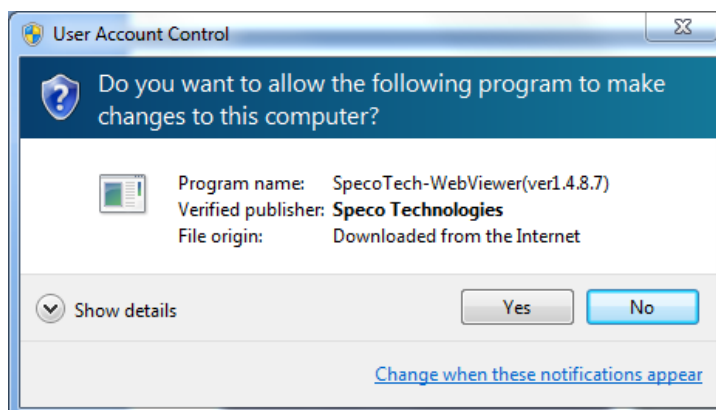 User Account Control
Do you want to allow the following program to make
changes to this computer?
Program name: SpecoTech-WebViewer(ver1.4.8.7)
Verified publisher: Speco Technologies
File origin: Downloaded from the Internet
Show details
Yes
No
Change when these notifications appear